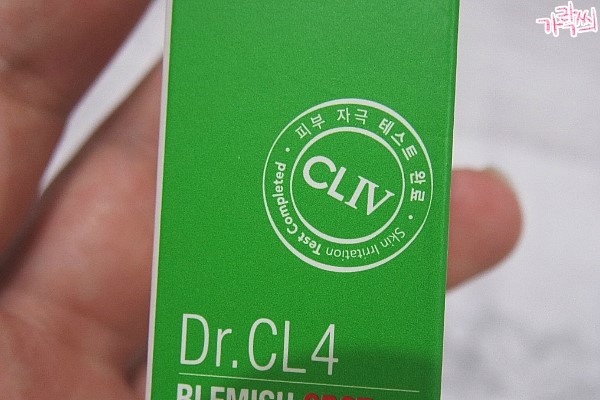 가락씨
피부 자극 테스트 완료
CLIV
Skin Irritation Test Completed
Dr.CL4
BLEMISH